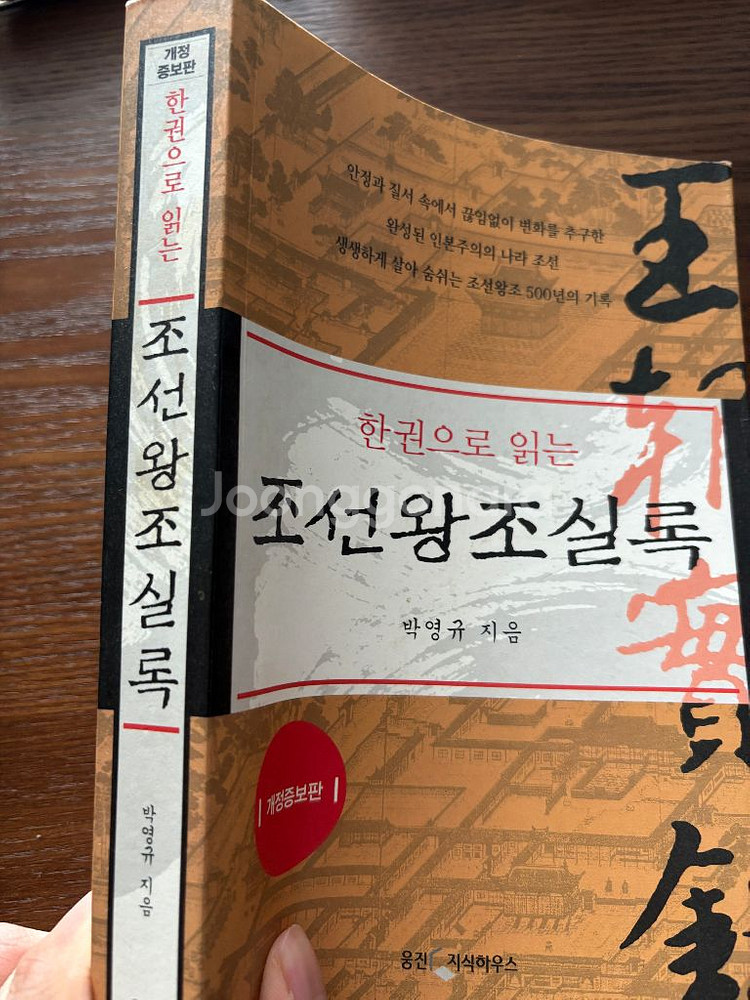 개정
증보판
한권으로 읽는
조선왕조실록
박영규 지음
안정과 질서 속에서 끊임없이 변화를 추구한
완성된 인본주의의 나라 조선
생생하게 살아 숨쉬는 조선왕조 500년의 기록
한권으로 읽는
조선왕조실록
박영규 지음
개정증보판
웅진 지식하우스
王朝實錄